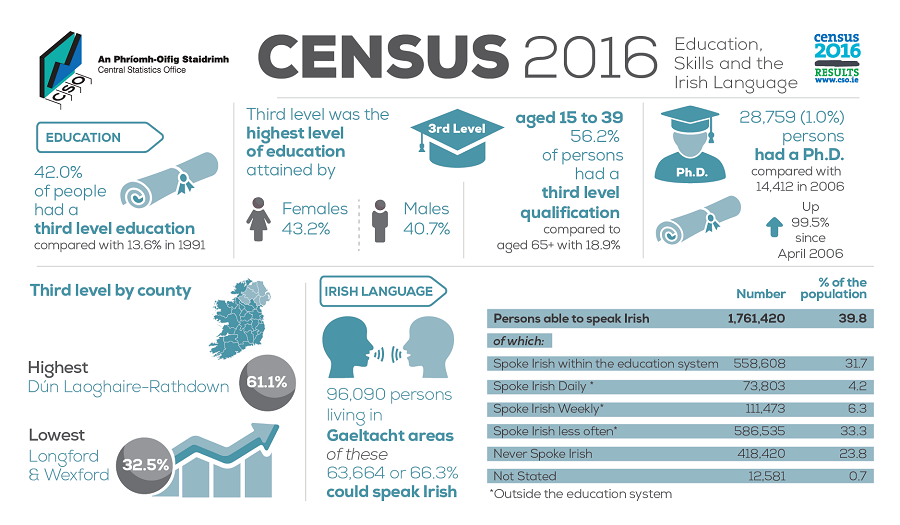 CSO
An Phríomh-Oifig Staidrimh
Central Statistics Office
CENSUS 2016
Education,
Skills and the
Irish Language
census
2016
RESULTS
www.cso.ie
EDUCATION
42.0%
of people
had a
third level education
compared with 13.6% in 1991
Third level was the
highest level
of education
attained by
Females
43.2%
Males
40.7%
3rd Level
aged 15 to 39
56.2%
of persons
had a
third level
qualification
compared to
aged 65+ with 18.9%
Ph.D.
28,759 (1.0%)
persons
had a Ph.D.
compared with
14,412 in 2006
Up
99.5%
since
April 2006
Third level by county
Highest
Dún Laoghaire-Rathdown
61.1%
Lowest
Longford
& Wexford
32.5%
IRISH LANGUAGE
96,090 persons
living in
Gaeltacht areas
of these
63,664 or 66.3%
could speak Irish
Number % of the population
Persons able to speak Irish 1,761,420 39.8
of which:
Spoke Irish within the education system 558,608 31.7
Spoke Irish Daily * 73,803 4.2
Spoke Irish Weekly* 111,473 6.3
Spoke Irish less often* 586,535 33.3
Never Spoke Irish 418,420 23.8
Not Stated 12,581 0.7
*Outside the education system